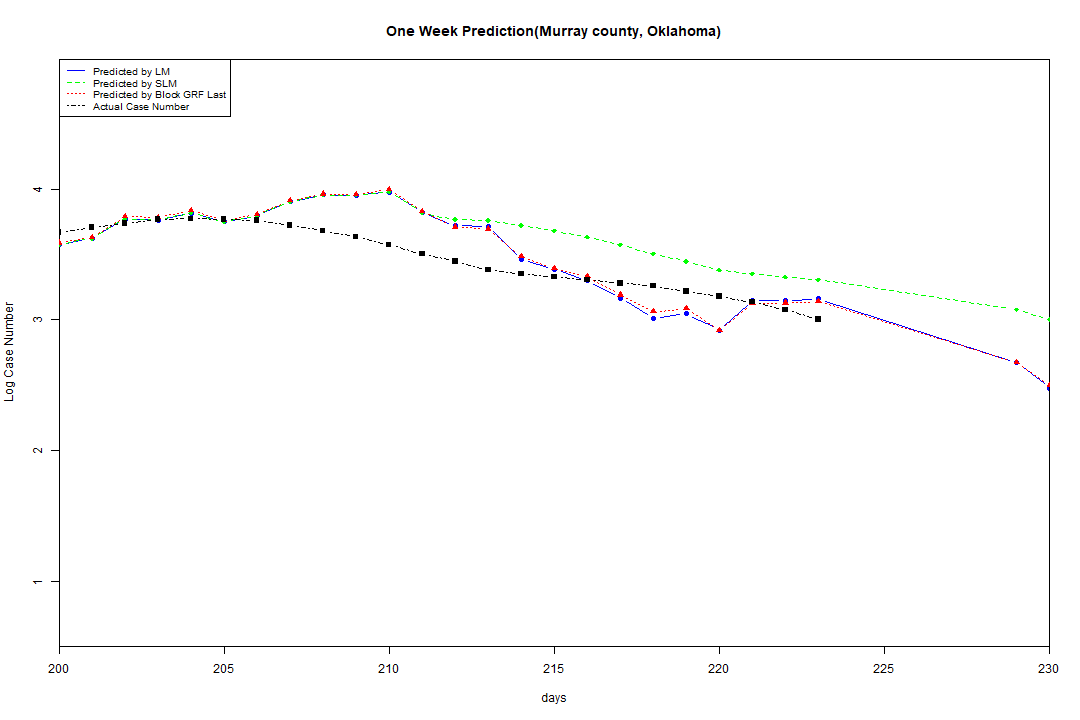 One Week Prediction(Murray county, Oklahoma)
Predicted by LM
Predicted by SLM
Predicted by Block GRF Last
Actual Case Number
4
3
2
1
Log Case Number
200 205 210 215 220 225 230
days